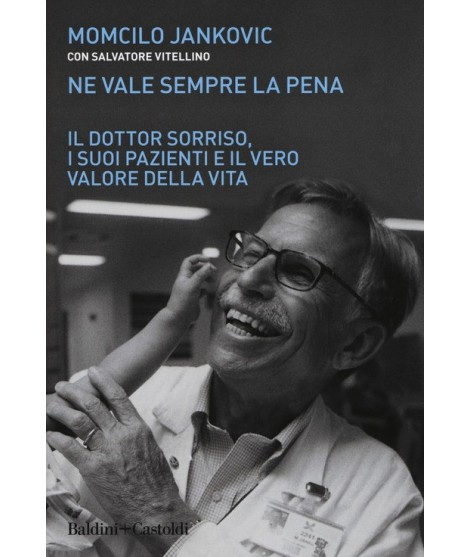 MOMCILO JANKOVIC
CON SALVATORE VITELLINO
NE VALE SEMPRE LA PENA
IL DOTTOR SORRISO,
I SUOI PAZIENTI E IL VERO
VALORE DELLA VITA
Baldini+Castoldi